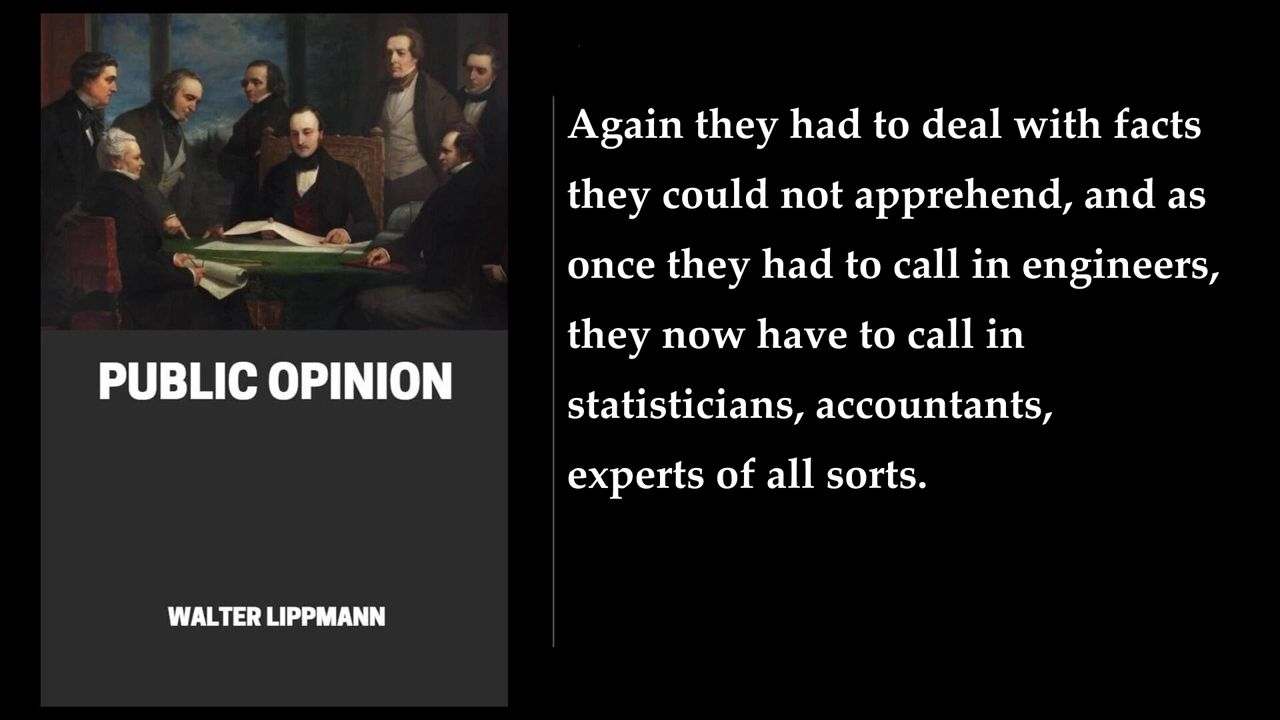 PUBLIC OPINION
WALTER LIPPMANN
Again they had to deal with facts
they could not apprehend, and as
once they had to call in engineers,
they now have to call in
statisticians, accountants,
experts of all sorts.